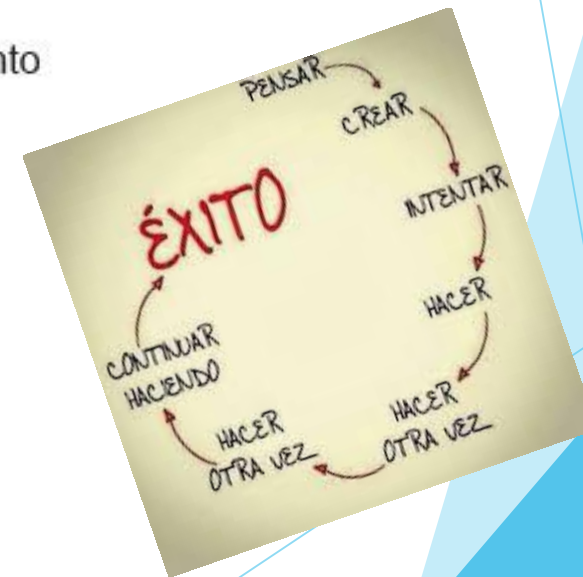 nto
PENSAR
CREAR
INTENTAR
HACER
HACER
OTRA VEZ
HACER
OTRA VEZ
CONTINUAR
HACIENDO
ÉXITO